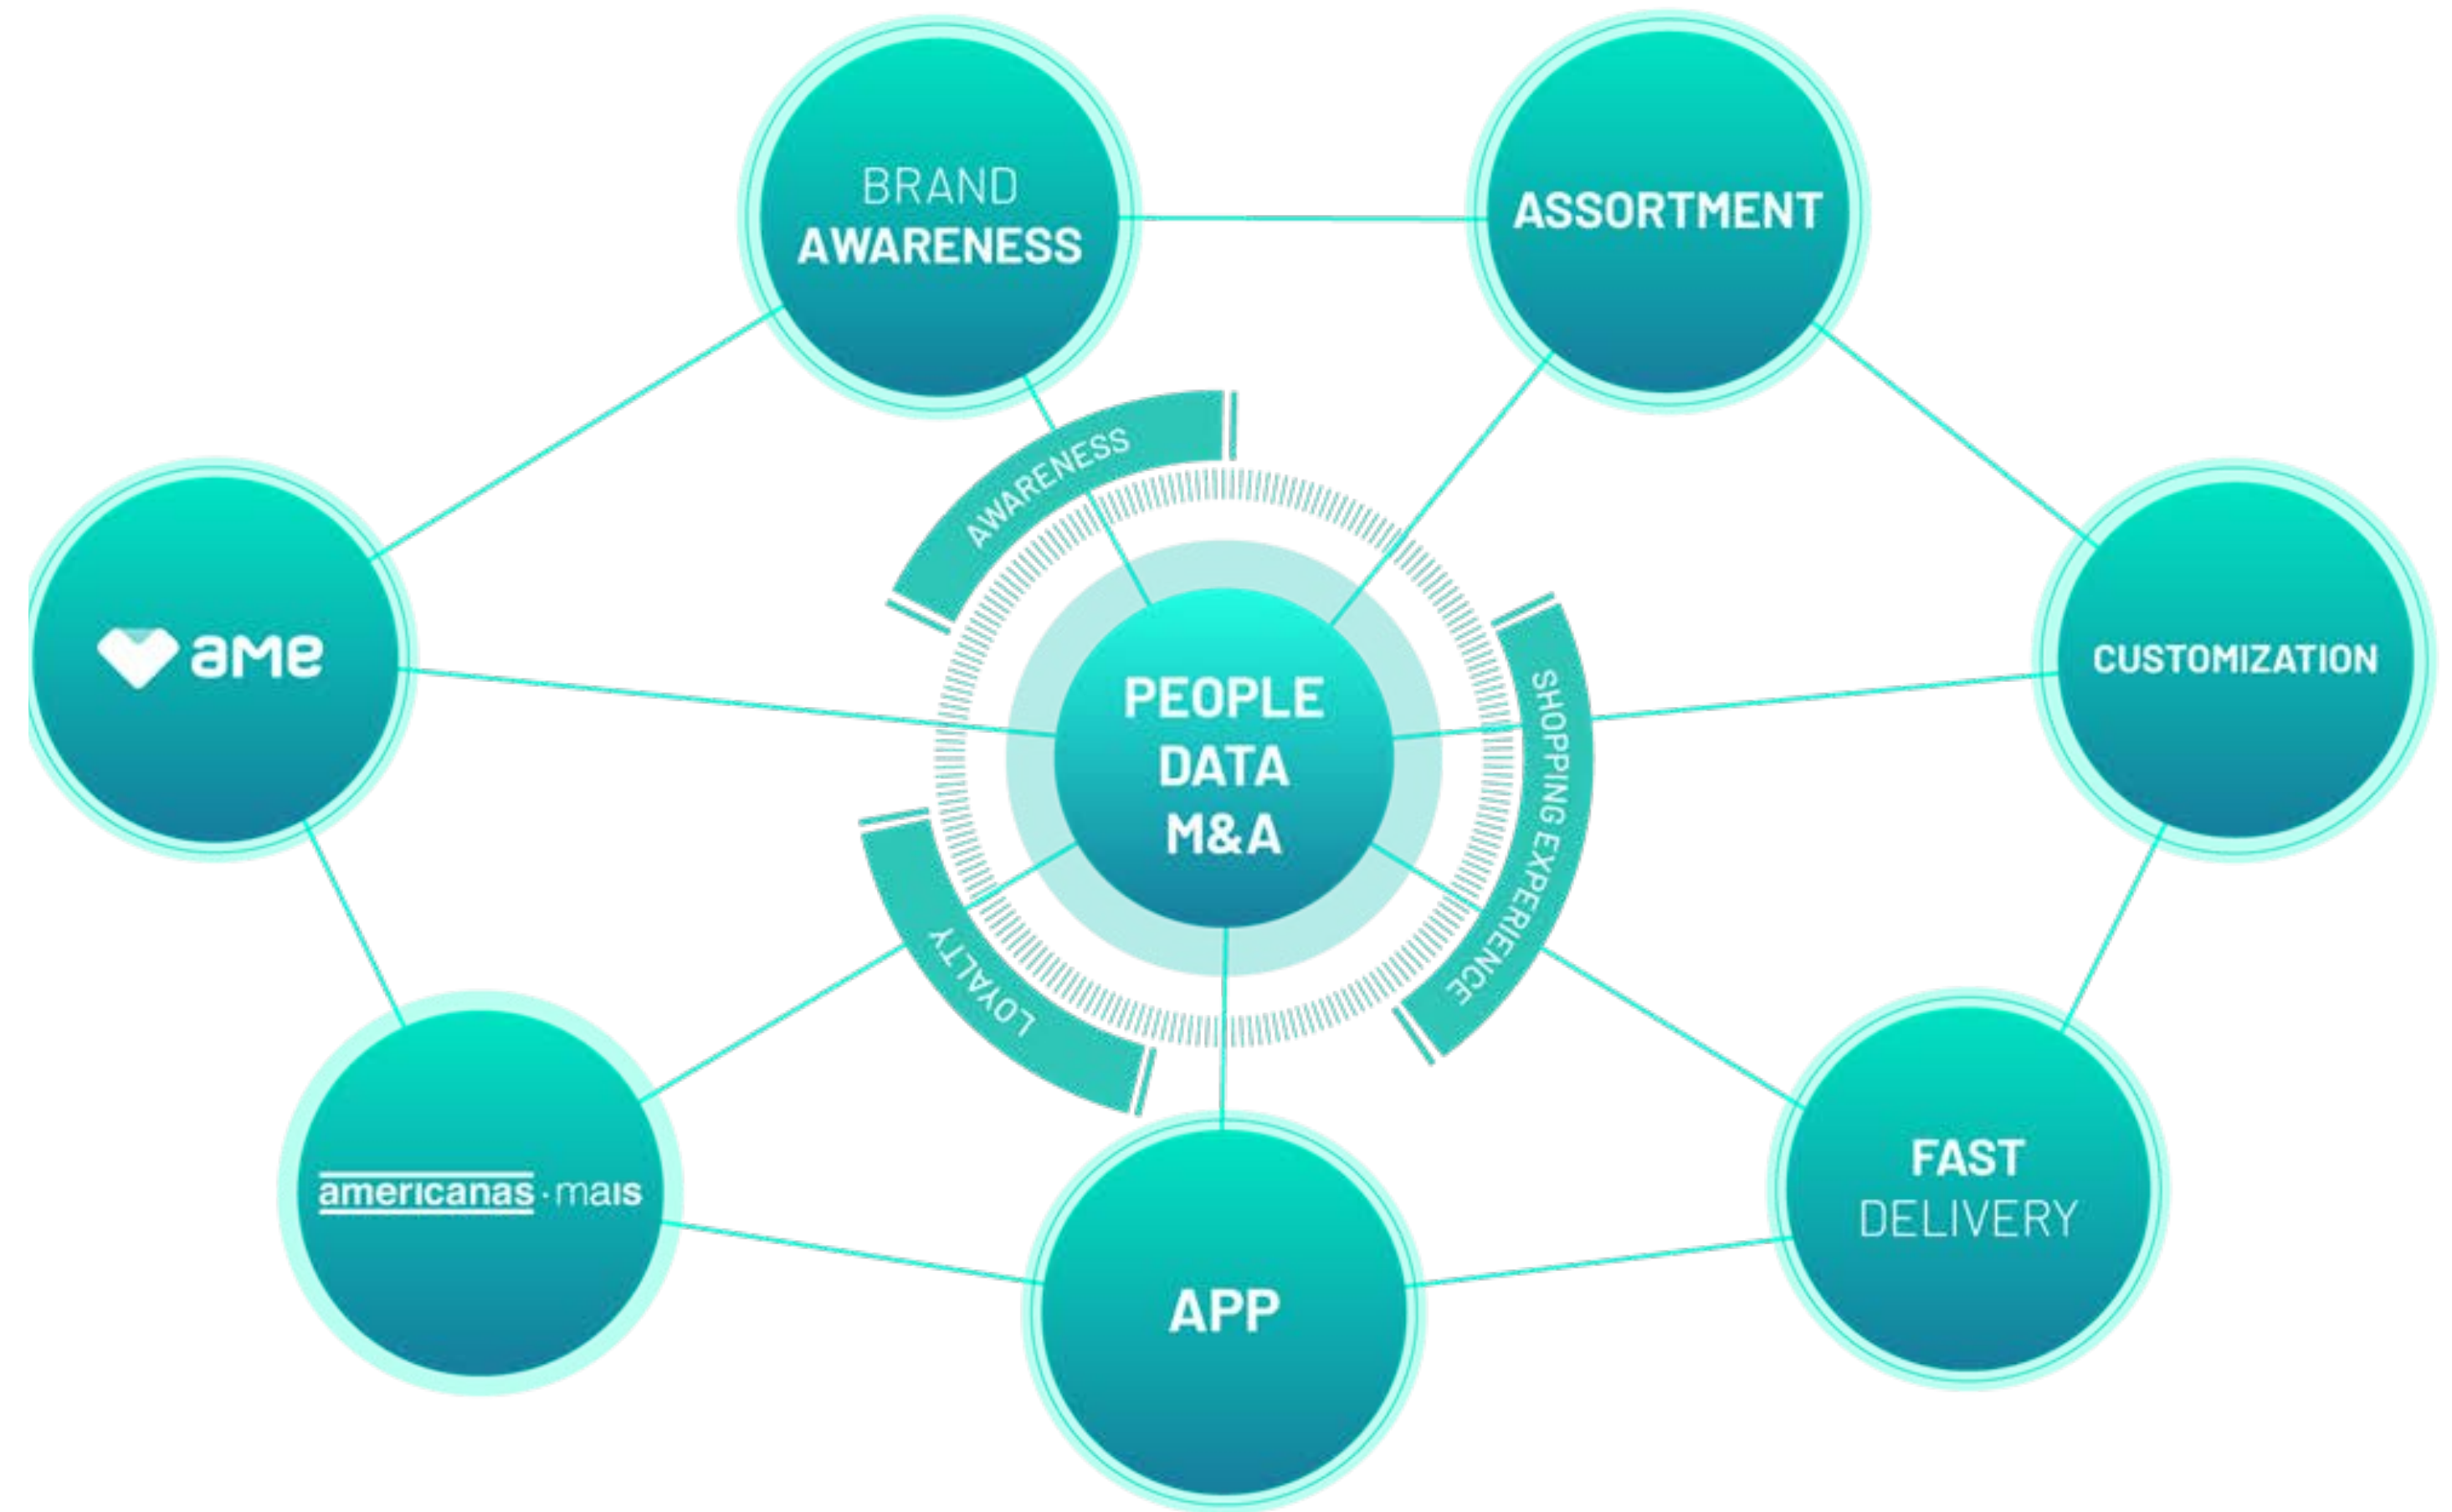 BRAND
AWARENESS
ASSORTMENT
AWARENESS
ame
PEOPLE
DATA
M&A
CUSTOMIZATION
SHOPPING EXPERIENCE
LOYALTY
americanas · mais
FAST
DELIVERY
APP